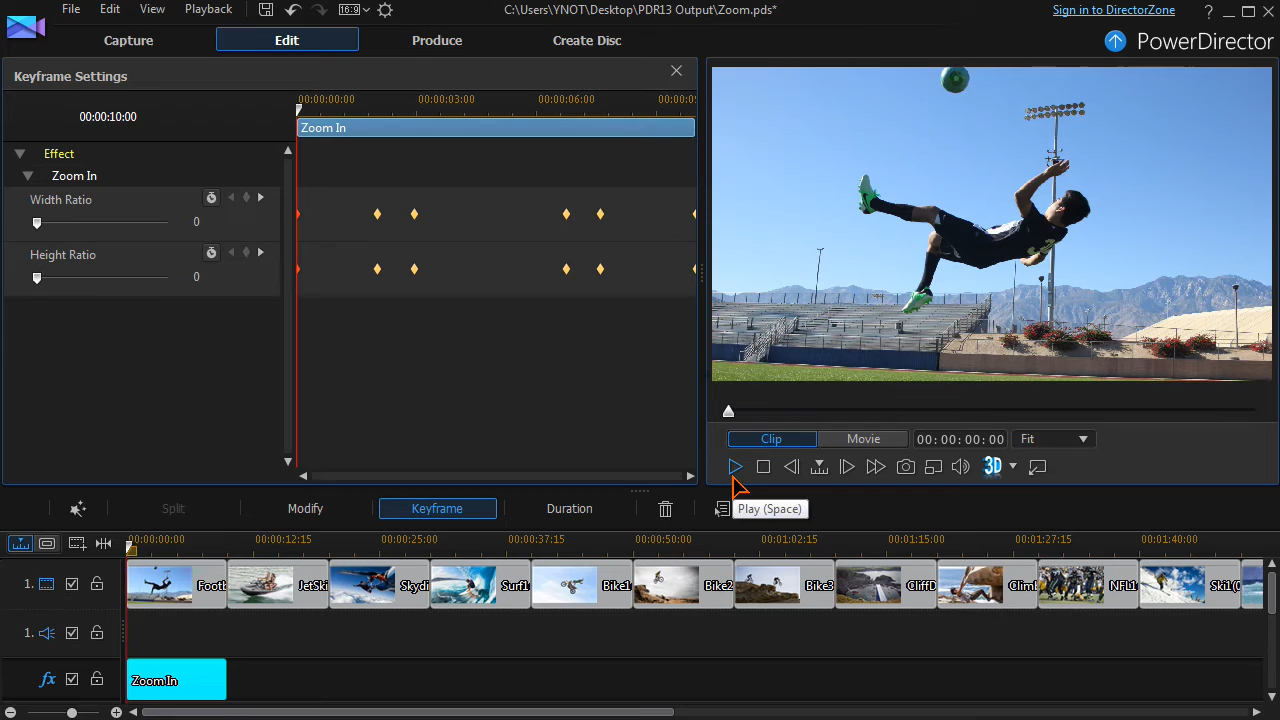 File Edit View Playback 16:9 C:\Users\YNOT\Desktop\PDR13 Output\Zoom.pds* Sign in to DirectorZone ?
Capture Edit Produce Create Disc PowerDirector
Keyframe Settings
00:00:10:00
00:00:00:00 00:00:03:00 00:00:06:00
Zoom In
Effect
Zoom In
Width Ratio
0
Height Ratio
0
Clip Movie 00:00:00:00 Fit
3D
Split Modify Keyframe Duration
Play (Space)
00:00:00:00 00:00:12:15 00:00:25:00 00:00:37:15 00:00:50:00 00:01:02:15 00:01:15:00 00:01:27:15 00:01:40:00
1. Footl JetSki Skydi Surf1 Bike1 Bike2 Bike3 CliffD Climl NFL1 Ski1(
1.
fx Zoom In